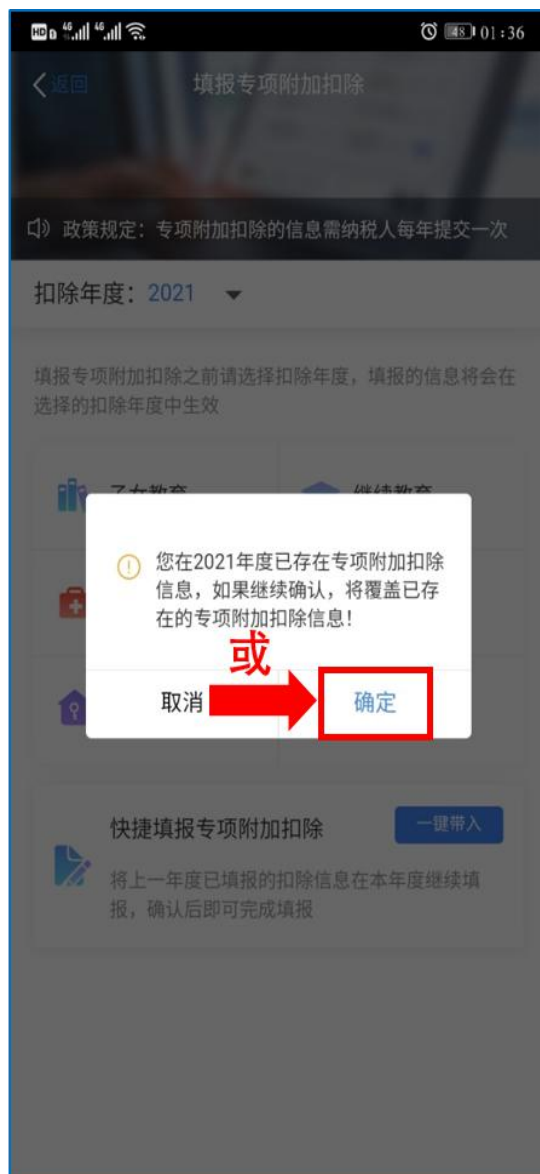 HD 4G 4G 48 01:36
返回 填报专项附加扣除
政策规定：专项附加扣除的信息需纳税人每年提交一次
扣除年度：2021
填报专项附加扣除之前请选择扣除年度，填报的信息将会在
选择的扣除年度中生效
子女教育 继续教育
您在2021年度已存在专项附加扣除
信息，如果继续确认，将覆盖已存
在的专项附加扣除信息！
或
取消 确定
快捷填报专项附加扣除 一键带入
将上一年度已填报的扣除信息在本年度继续填
报，确认后即可完成填报